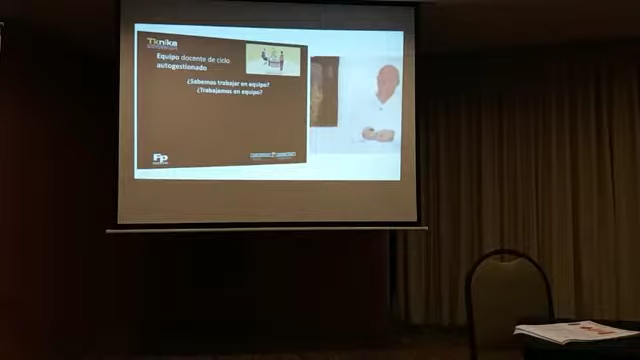 Tknika
Equipo docente de ciclo
autogestionado
¿Sabemos trabajar en equipo?
¿Trabajamos en equipo?
Fp